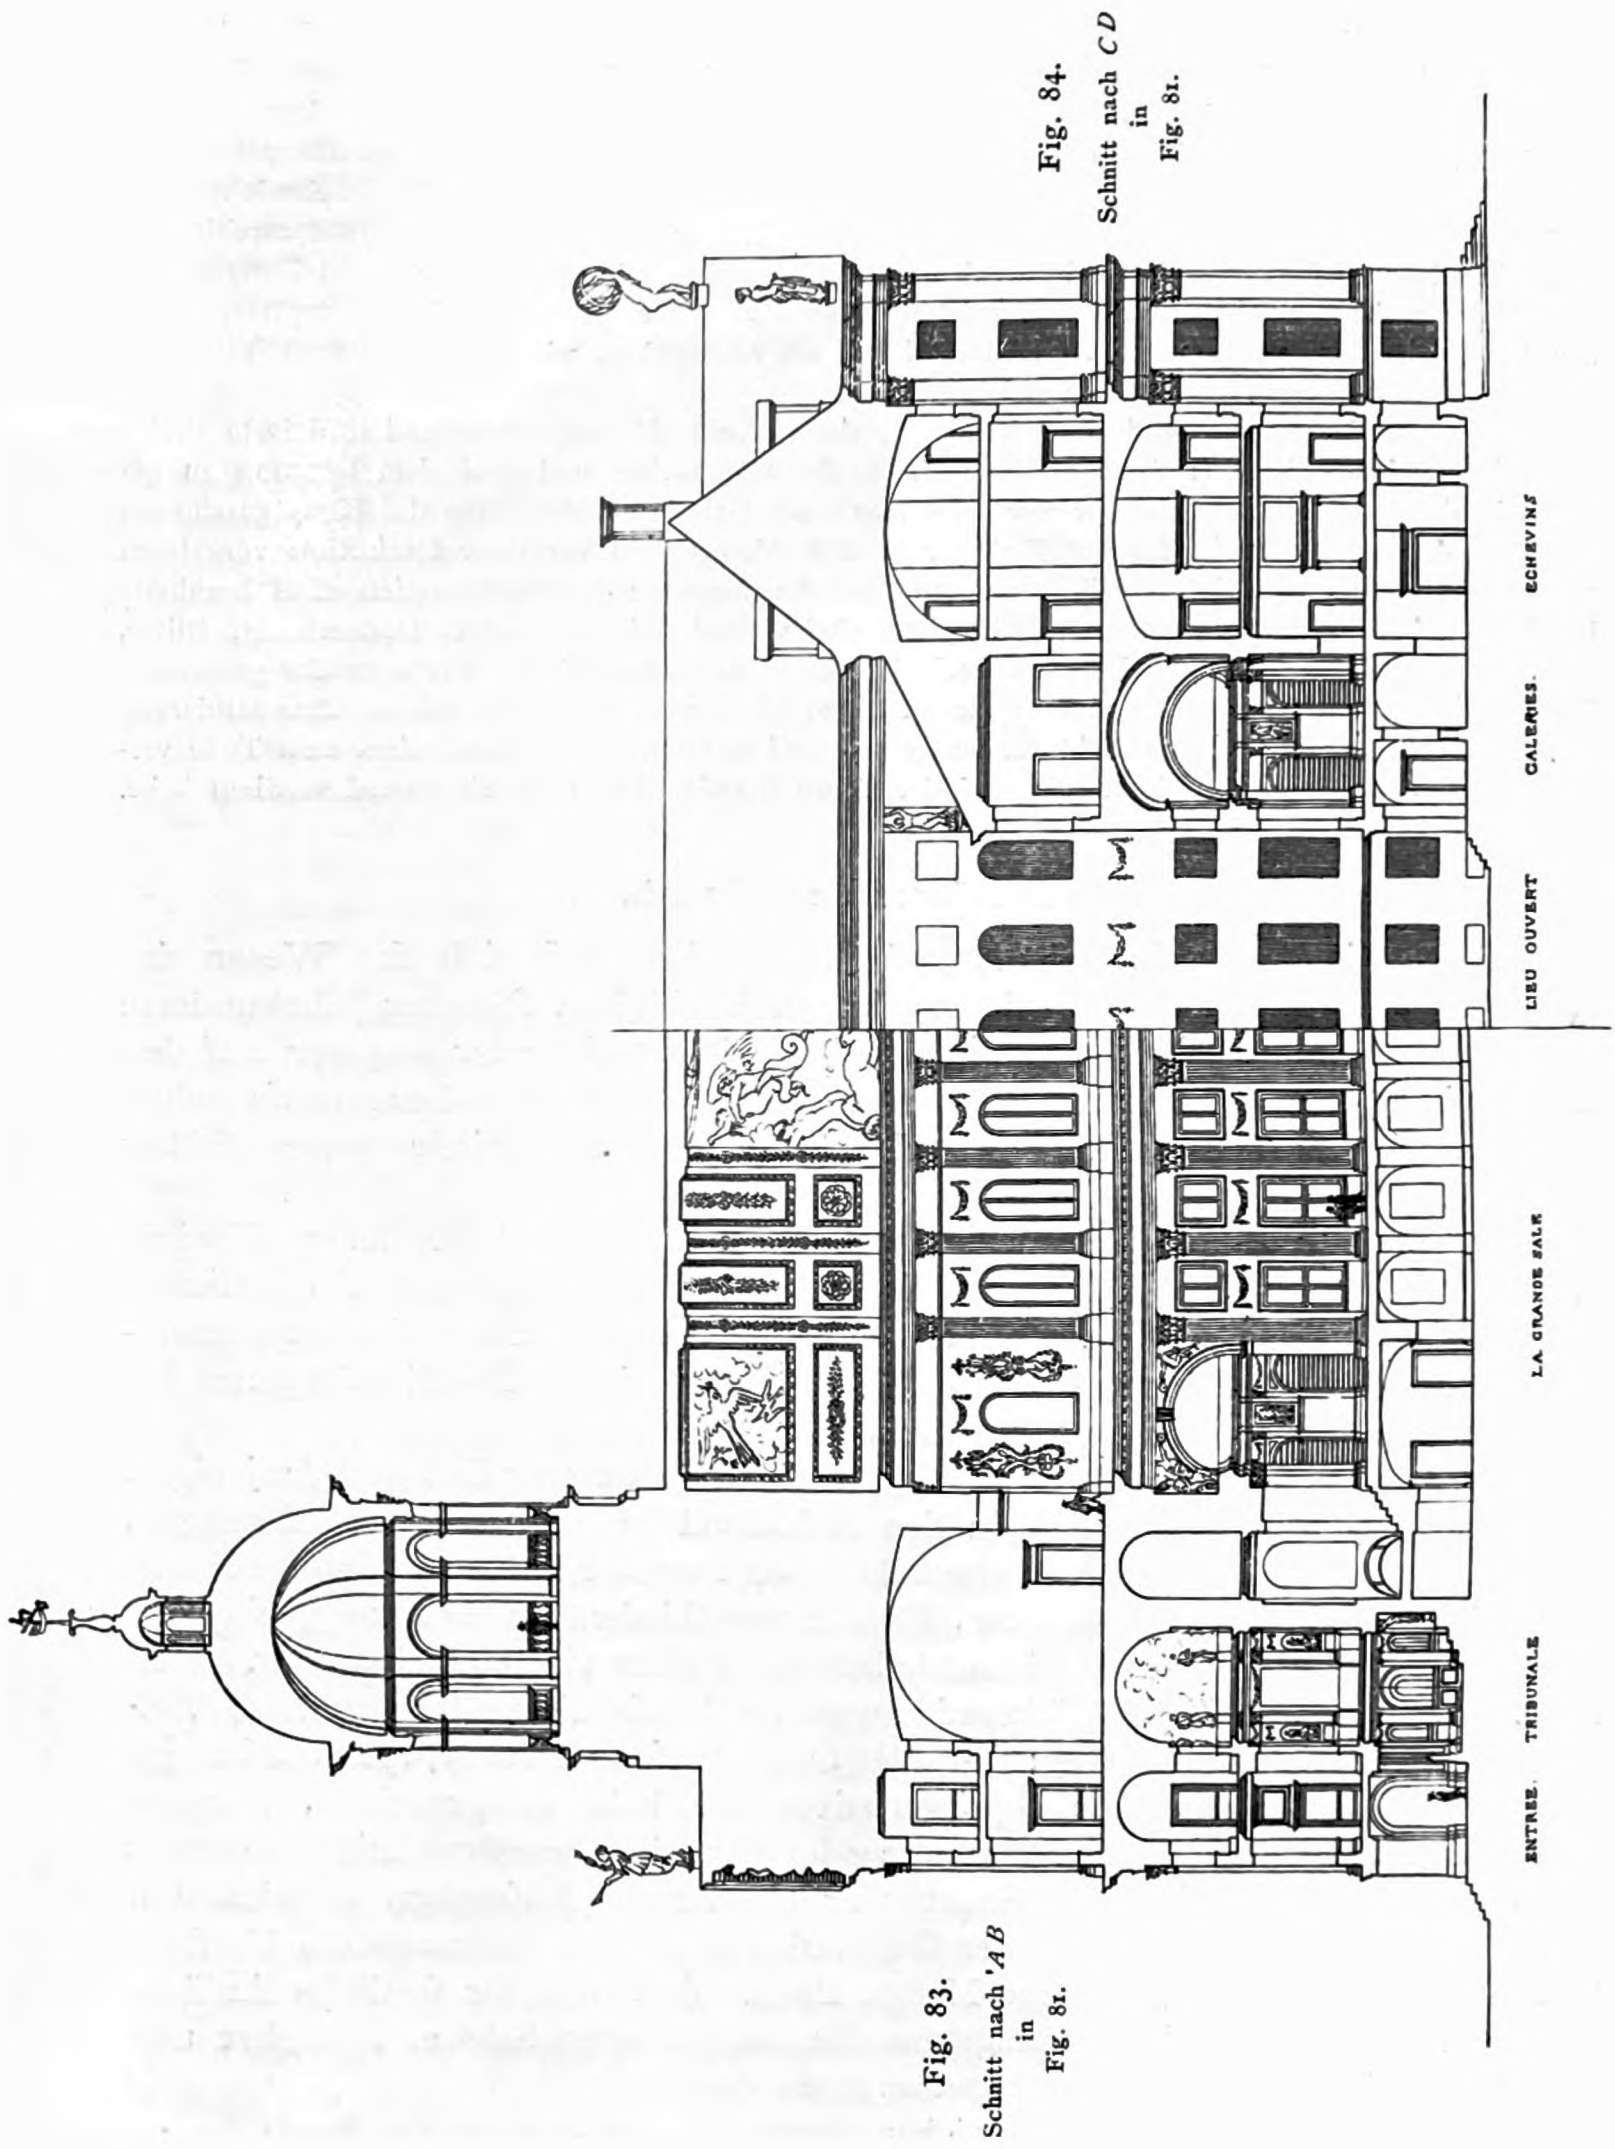 Fig. 83.
Schnitt nach 'AB
in
Fig. 81.
Fig. 84.
Schnitt nach CD
in
Fig. 81.
ENTREE. TRIBUNALE LA GRANDE SALE LIEU OUVERT GALERIES. ECHEVINS